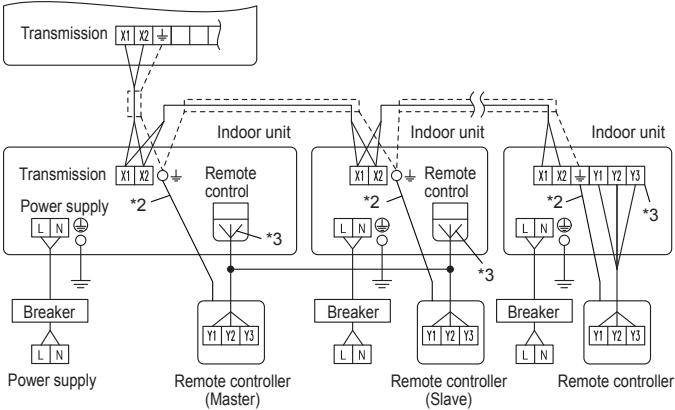 Transmission X1 X2
Indoor unit Indoor unit Indoor unit
Transmission X1 X2 Remote control X1 X2 Remote control X1 X2 Y1 Y2 Y3
*2 *2 *2 *3
Power supply
L N *3 L N *3 L N
Breaker Y1 Y2 Y3 Breaker Y1 Y2 Y3 Breaker Y1 Y2 Y3
L N L N L N
Power supply Remote controller (Master) Remote controller (Slave) Remote controller